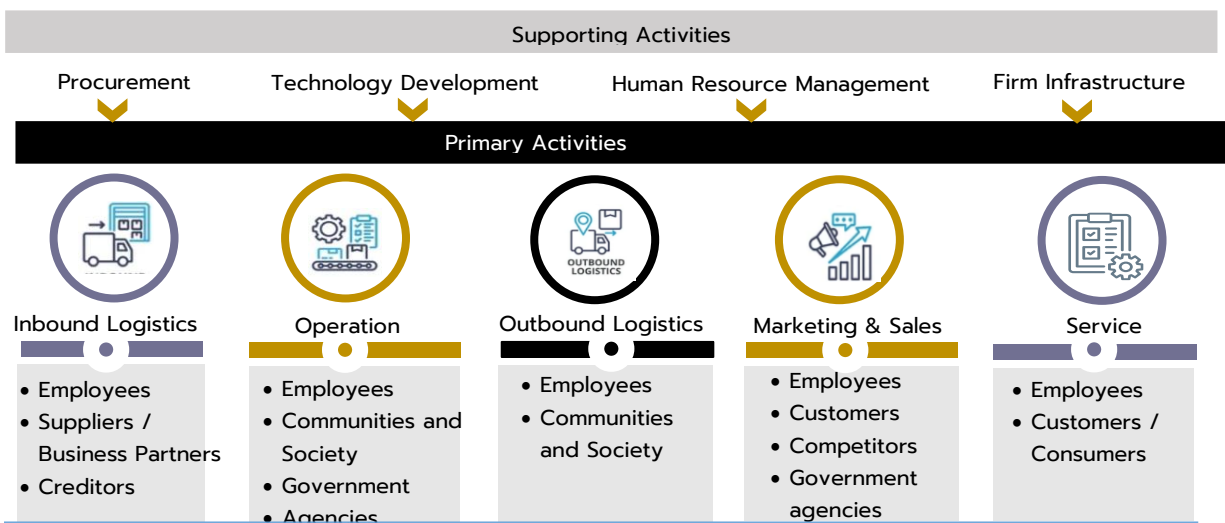 Supporting Activities
Procurement
Technology Development
Human Resource Management
Firm Infrastructure
Primary Activities
OUTBOUND
LOGISTICS
Inbound Logistics
Operation
Outbound Logistics
Marketing & Sales
Service
• Employees
• Suppliers /
Business Partners
• Creditors
• Employees
• Communities and
Society
• Government
• Agencies
• Employees
• Communities
and Society
• Employees
• Customers
• Competitors
• Government
agencies
• Employees
• Customers /
Consumers